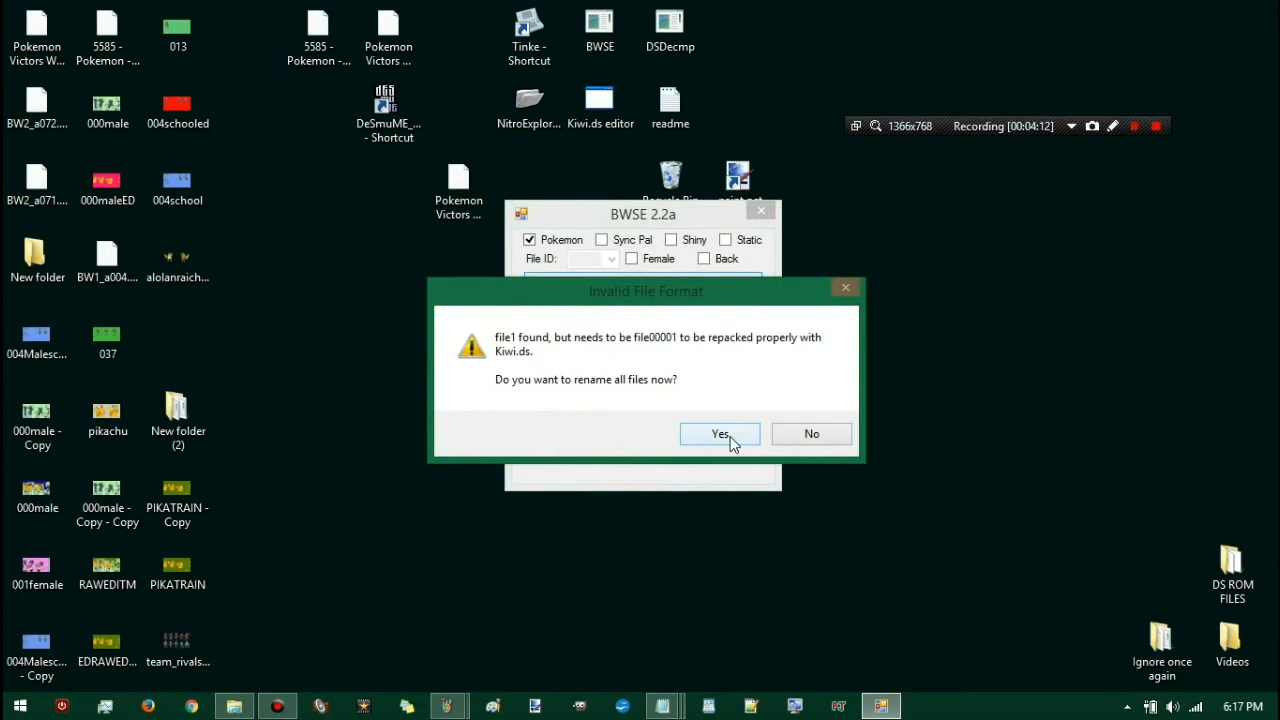 Pokemon
Victors W...
5585 -
Pokemon -...
013
5585 -
Pokemon -...
Pokemon
Victors ...
Tinke -
Shortcut
BWSE
DSDecmp
BW2_a072....
000male
004schooled
DeSmuME_...
- Shortcut
NitroExplor...
Kiwi.ds editor
readme
1366x768
Recording [00:04:12]
BW2_a071....
000maleED
004school
Pokemon
Victors ...
BWSE 2.2a
Pokemon
Sync Pal
Shiny
Static
File ID:
Female
Back
New folder
BW1_a004....
alolanraich...
Invalid File Format
file1 found, but needs to be file00001 to be repacked properly with
Kiwi.ds.
Do you want to rename all files now?
Yes
No
004Malesc...
037
000male -
Copy
pikachu
New folder
(2)
000male
000male -
Copy - Copy
PIKATRAIN -
Copy
001female
RAWEDITM
PIKATRAIN
DS ROM
FILES
004Malesc...
- Copy
EDRAWED...
team_rivals...
Ignore once
again
Videos
6:17 PM